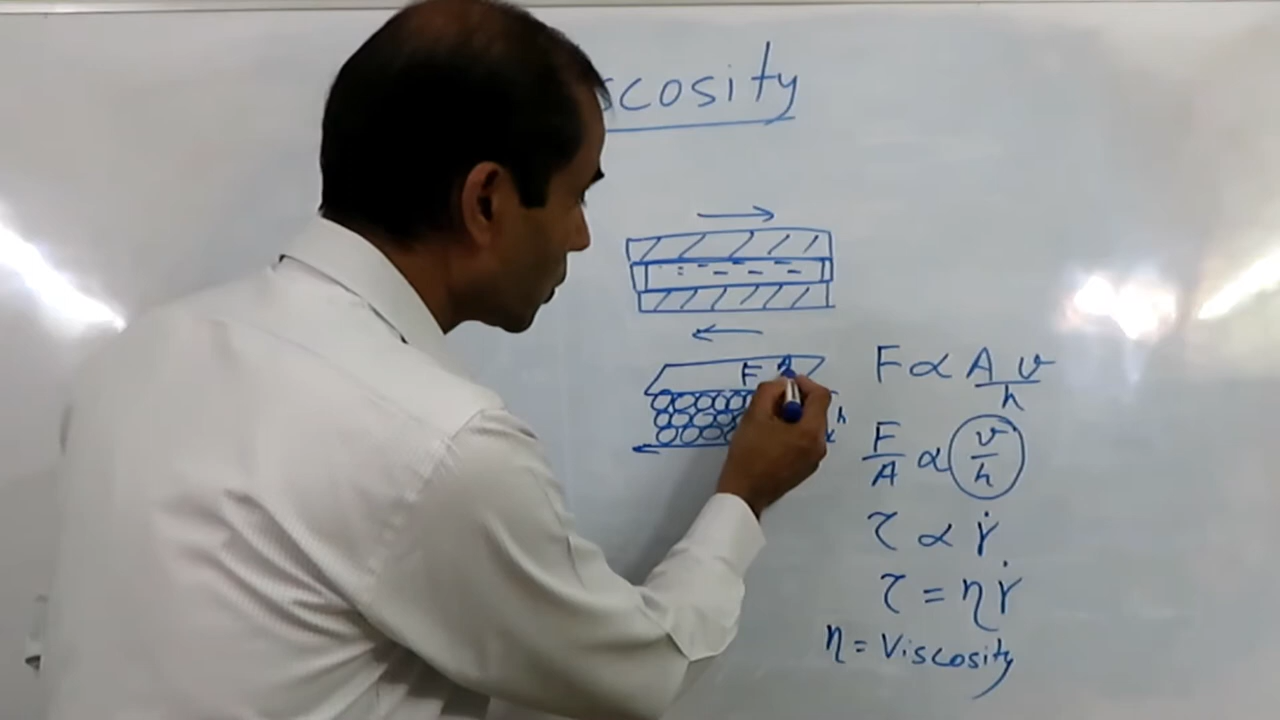 scosity
F A
h
F ∝ A v / h
F / A ∝ v / h
τ ∝ γ̇
τ = η γ̇
η = Viscosity